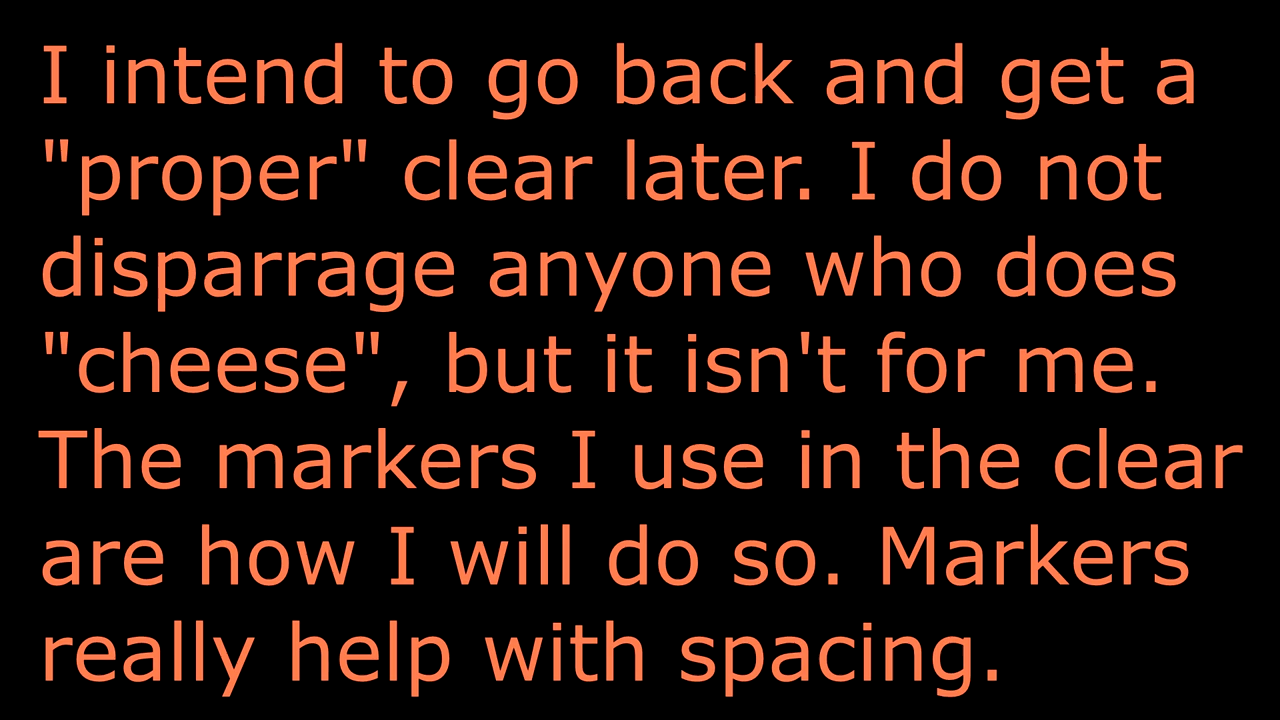 I intend to go back and get a
"proper" clear later. I do not
disparrage anyone who does
"cheese", but it isn't for me.
The markers I use in the clear
are how I will do so. Markers
really help with spacing.